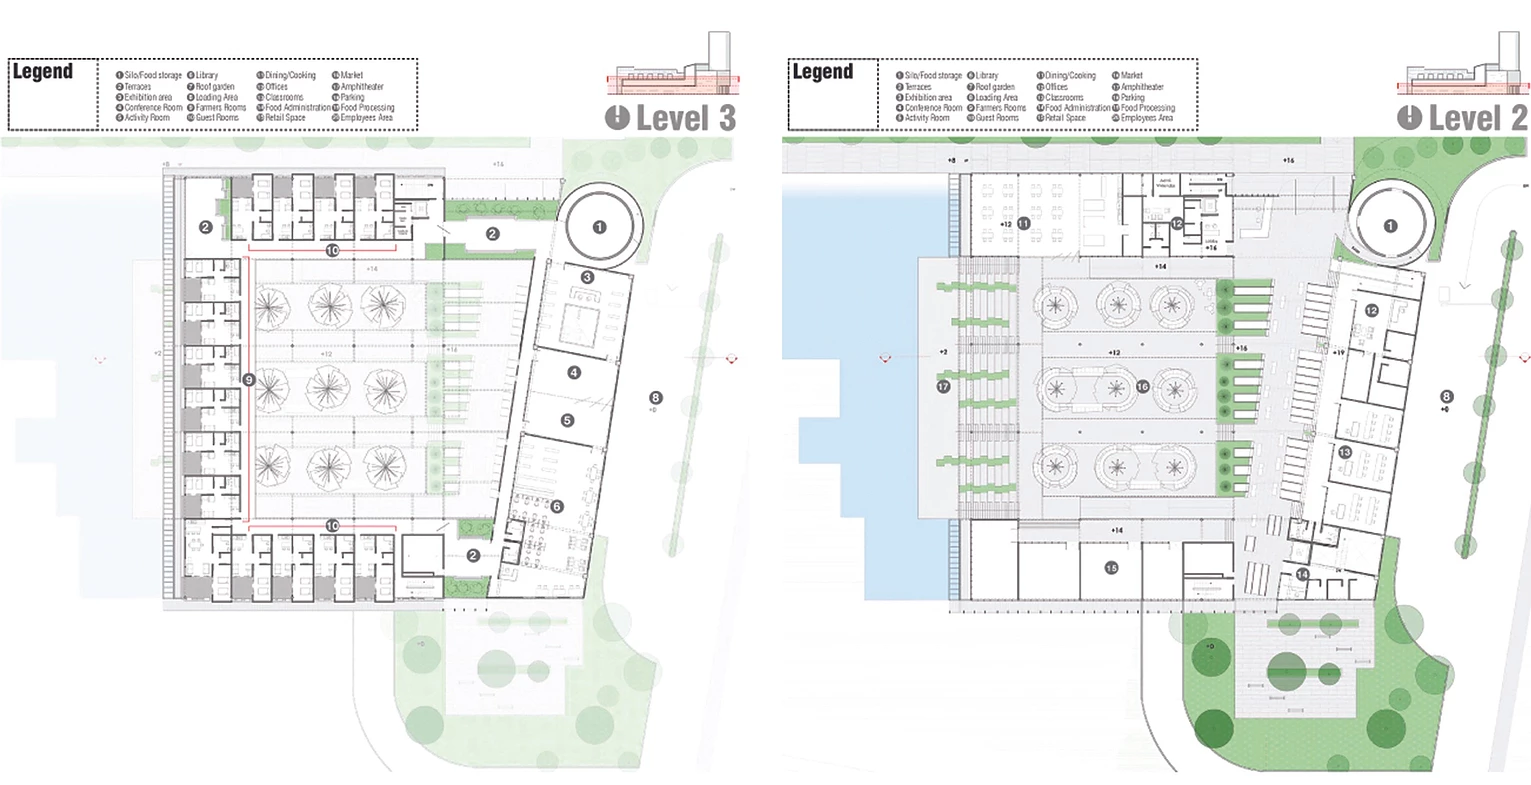 Legend
1 Silo/Food storage 6 Library 11 Dining/Cooking 16 Market
2 Terraces 7 Roof garden 12 Offices 17 Amphitheater
3 Exhibition area 8 Loading Area 13 Classrooms 18 Parking
4 Conference Room 9 Farmers Rooms 14 Food Administration 19 Food Processing
5 Activity Room 10 Guest Rooms 15 Retail Space 20 Employees Area
Level 3
+8 +16
2
2
1
10
+14
3
9
+2
+12
+16
4
8
+0
5
6
10
2
+0
Legend
1 Silo/Food storage 6 Library 11 Dining/Cooking 16 Market
2 Terraces 7 Roof garden 12 Offices 17 Amphitheater
3 Exhibition area 8 Loading Area 13 Classrooms 18 Parking
4 Conference Room 9 Farmers Rooms 14 Food Administration 19 Food Processing
5 Activity Room 10 Guest Rooms 15 Retail Space 20 Employees Area
Level 2
+8 +16
+12 11
12
+16
1
+14
12
+2
+12
+16
+19
17
16
8
+0
13
+14
15
14
+0